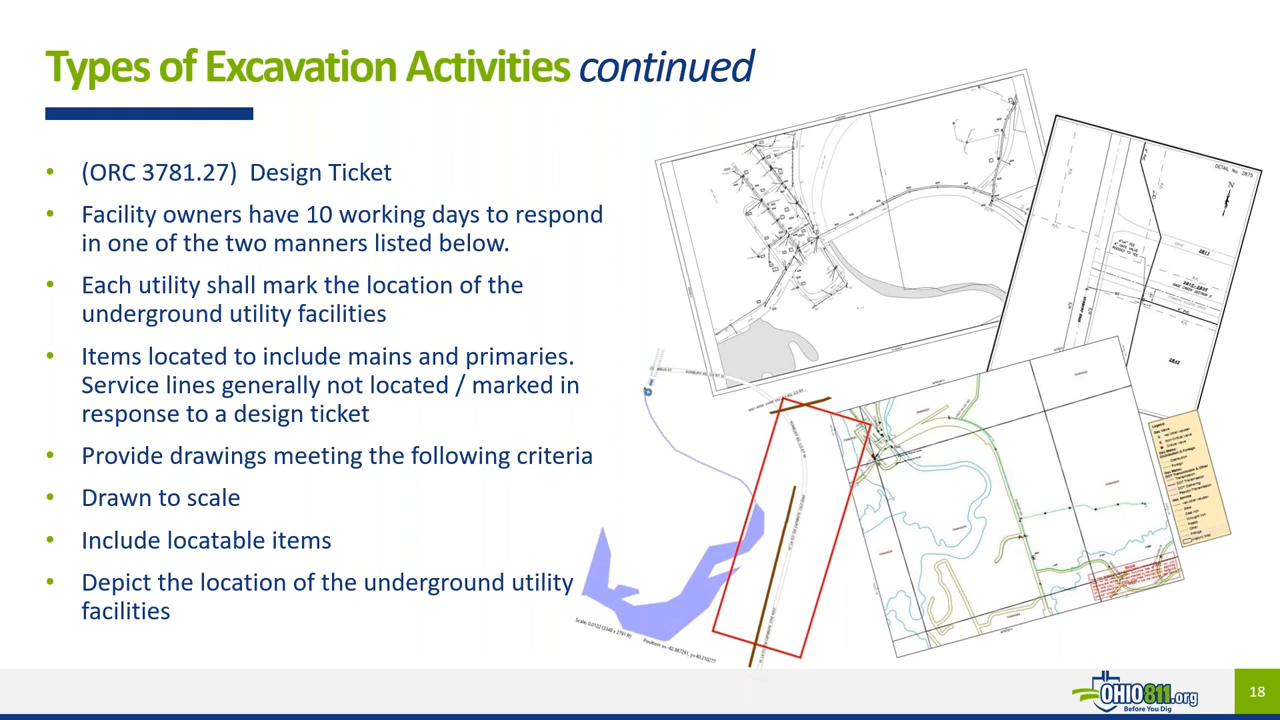 Types of Excavation Activities continued
• (ORC 3781.27) Design Ticket
• Facility owners have 10 working days to respond
in one of the two manners listed below.
• Each utility shall mark the location of the
underground utility facilities
• Items located to include mains and primaries.
Service lines generally not located / marked in
response to a design ticket
• Provide drawings meeting the following criteria
• Drawn to scale
• Include locatable items
• Depict the location of the underground utility
facilities
DETAIL No. 2875
N
OHIO811.org
Before You Dig
18